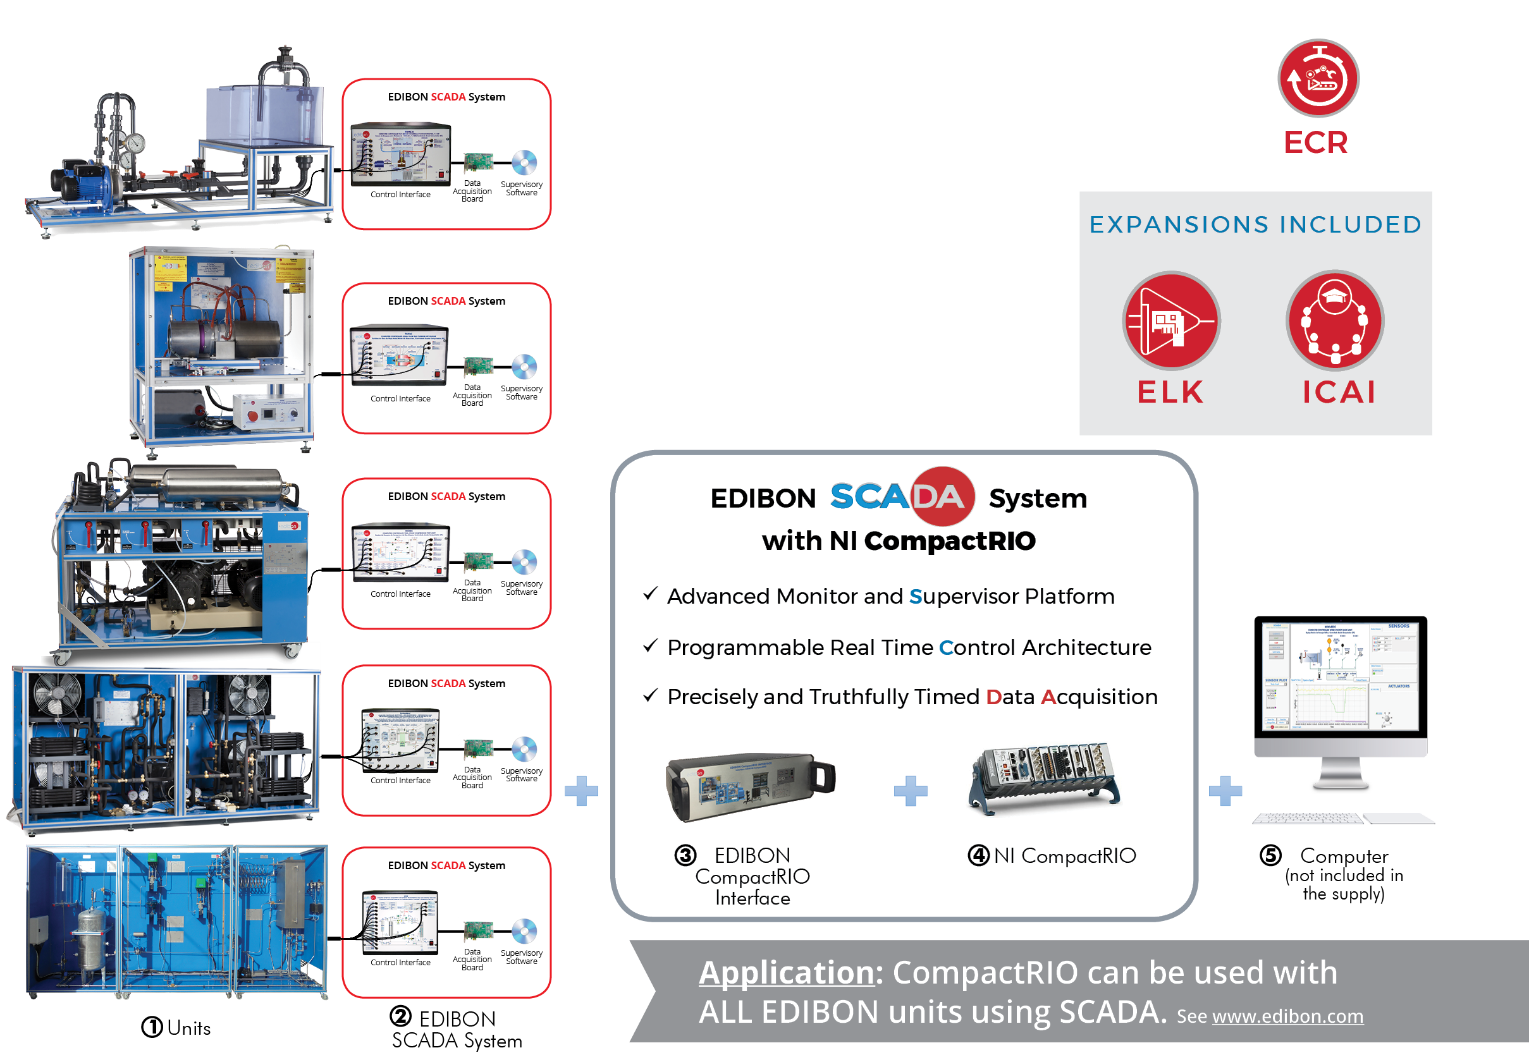 EDIBON SCADA System
Control Interface
Data
Acquisition
Board
Supervisory
Software
EDIBON SCADA System
Control Interface
Data
Acquisition
Board
Supervisory
Software
EDIBON SCADA System
Control Interface
Data
Acquisition
Board
Supervisory
Software
EDIBON SCADA System
Control Interface
Data
Acquisition
Board
Supervisory
Software
EDIBON SCADA System
Control Interface
Data
Acquisition
Board
Supervisory
Software
① Units
② EDIBON
SCADA System
ECR
EXPANSIONS INCLUDED
ELK
ICAI
EDIBON SCADA System
with NI CompactRIO
✓ Advanced Monitor and Supervisor Platform
✓ Programmable Real Time Control Architecture
✓ Precisely and Truthfully Timed Data Acquisition
③ EDIBON
CompactRIO
Interface
④ NI CompactRIO
SENSORS
ACTUATORS
⑤ Computer
(not included in
the supply)
Application: CompactRIO can be used with
ALL EDIBON units using SCADA. See www.edibon.com